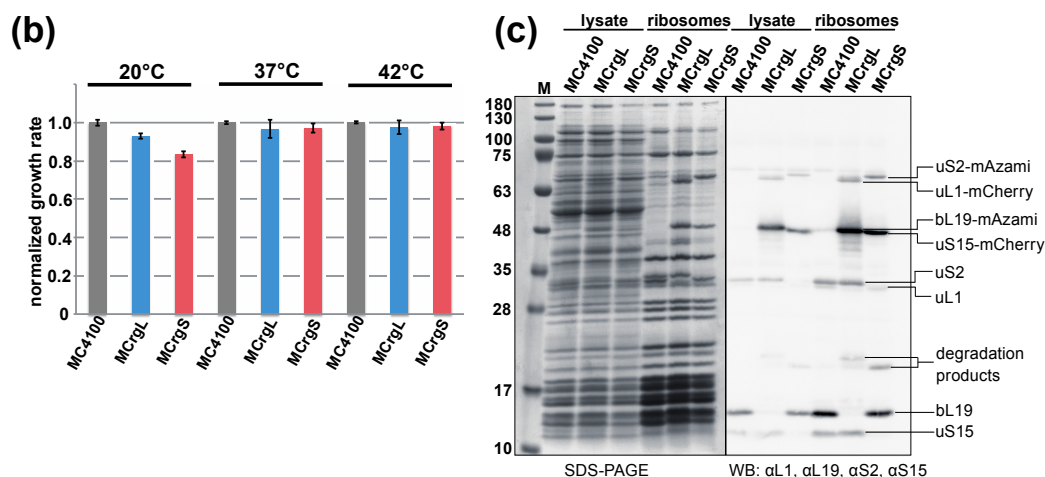 (b)
20°C 37°C 42°C
normalized growth rate
1.0
0.8
0.6
0.4
0.2
0
MC4100 MCrgL MCrgS MC4100 MCrgL MCrgS MC4100 MCrgL MCrgS
(c)
lysate ribosomes lysate ribosomes
M MC4100 MCrgL MCrgS MC4100 MCrgL MCrgS MC4100 MCrgL MCrgS MC4100 MCrgL MCrgS
180
130
100
75
63
48
35
28
17
10
uS2-mAzami
uL1-mCherry
bL19-mAzami
uS15-mCherry
uS2
uL1
degradation
products
bL19
uS15
SDS-PAGE WB: αL1, αL19, αS2, αS15